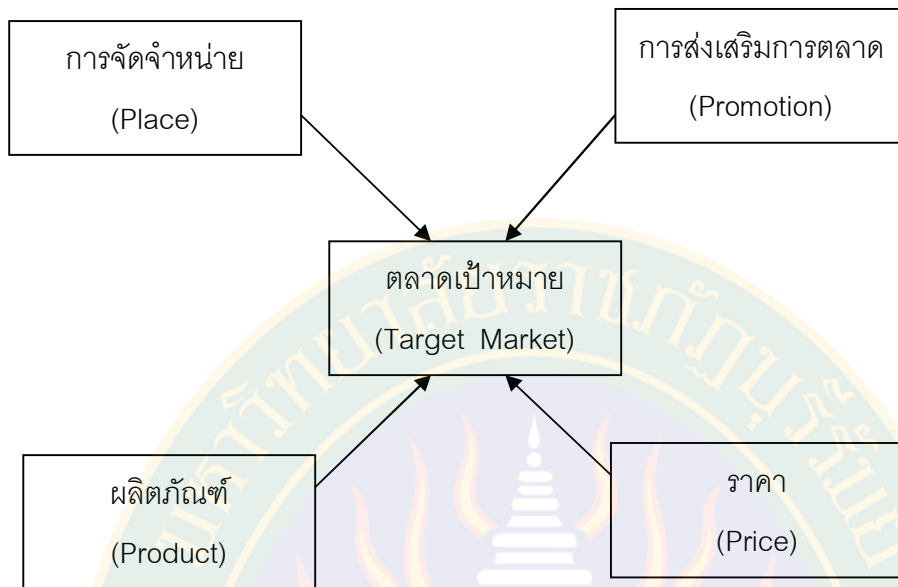 การจัดจำหน่าย
(Place)
การส่งเสริมการตลาด
(Promotion)
ตลาดเป้าหมาย
(Target Market)
ผลิตภัณฑ์
(Product)
ราคา
(Price)